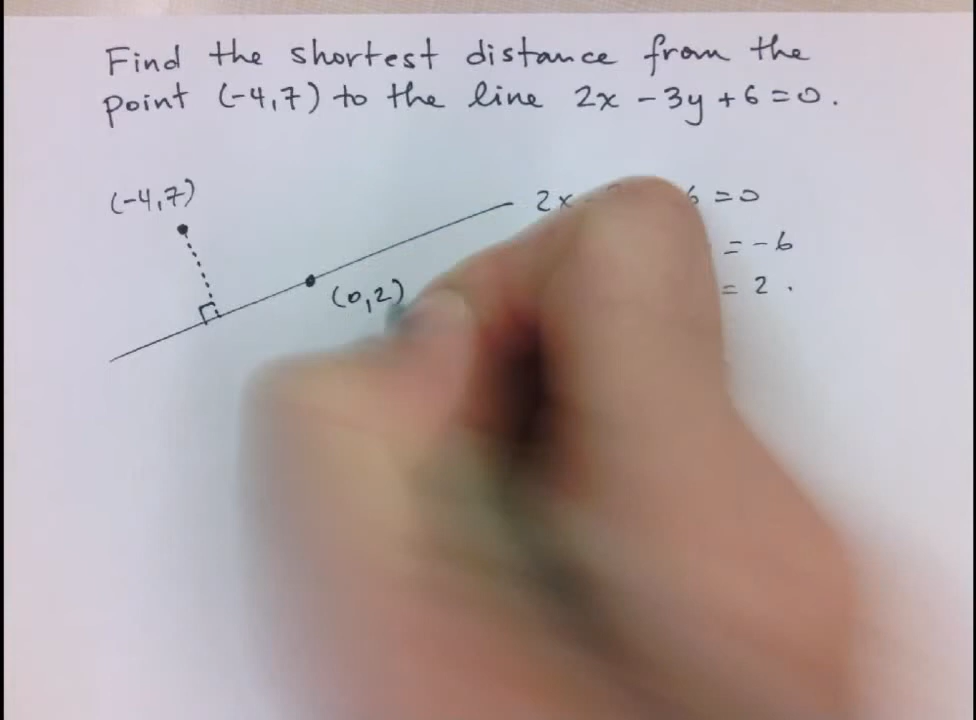 Find the shortest distance from the
point (-4,7) to the line 2x - 3y + 6 = 0.
(-4,7)
2x 6 = 0
= -6
(0,2)
= 2 .